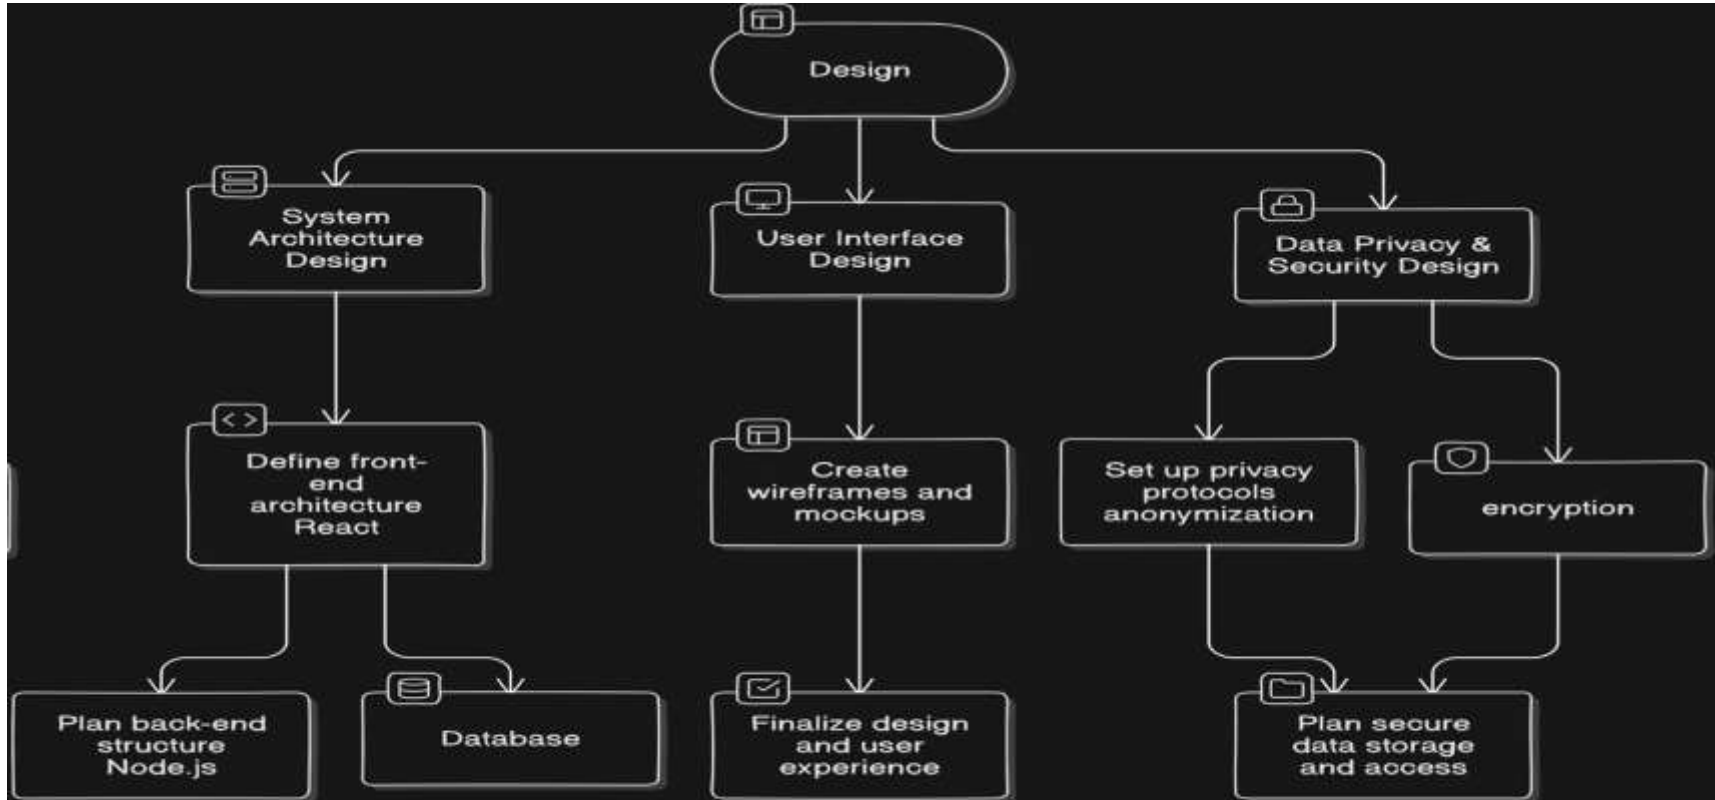 Design
System
Architecture
Design
User Interface
Design
Data Privacy &
Security Design
Define front-
end
architecture
React
Create
wireframes and
mockups
Set up privacy
protocols
anonymization
encryption
Plan back-end
structure
Node.js
Database
Finalize design
and user
experience
Plan secure
data storage
and access